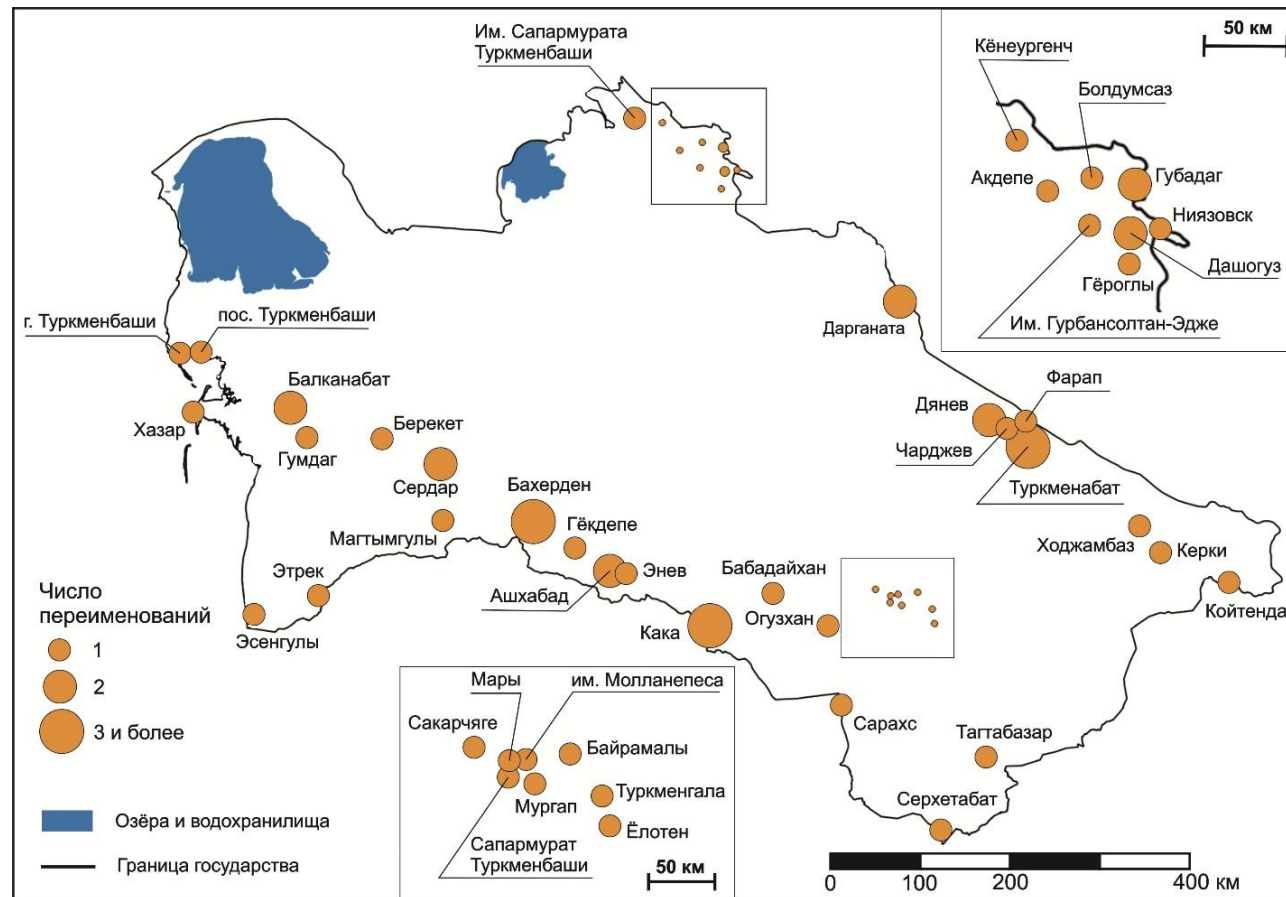 Им. Сапармурата
Туркменбаши
50 км
Кёнеургенч
Болдумсаз
Акдепе
Губадаг
Ниязовск
Дашогуз
Гёроглы
Им. Гурбансолтан-Эдже
г. Туркменбаши
пос. Туркменбаши
Дарганата
Балканабат
Хазар
Гумдаг
Берекет
Сердар
Фарап
Дянев
Чарджев
Туркменабат
Бахерден
Магтымгулы
Гёкдепе
Ходжамбаз
Керки
Этрек
Ашхабад
Энев
Бабадайхан
Огузхан
Койтенда
Эсенгулы
Кака
Число
переименований
1
2
3 и более
Озёра и водохранилища
Граница государства
Мары
им. Молланепеса
Сакарчяге
Байрамалы
Мургап
Туркменгала
Ёлотен
Сапармурат
Туркменбаши
50 км
Сарахс
Тагтабазар
Серхетабат
0 100 200 400 км